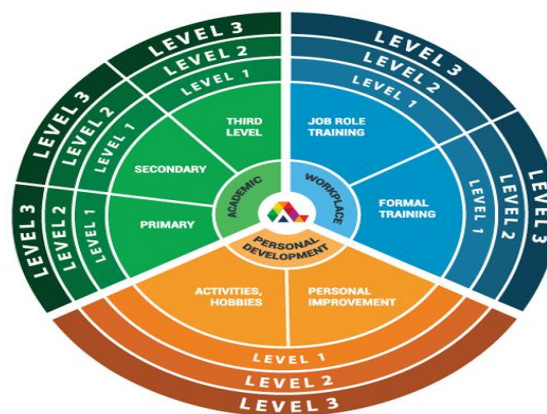 LEVEL 3
LEVEL 2
LEVEL 1
THIRD
LEVEL
LEVEL 3
LEVEL 2
LEVEL 1
SECONDARY
LEVEL 3
LEVEL 2
LEVEL 1
PRIMARY
ACADEMIC
LEVEL 3
LEVEL 2
LEVEL 1
JOB ROLE
TRAINING
WORKPLACE
FORMAL
TRAINING
LEVEL 1
LEVEL 2
LEVEL 3
PERSONAL
DEVELOPMENT
ACTIVITIES,
HOBBIES
PERSONAL
IMPROVEMENT
LEVEL 1
LEVEL 2
LEVEL 3